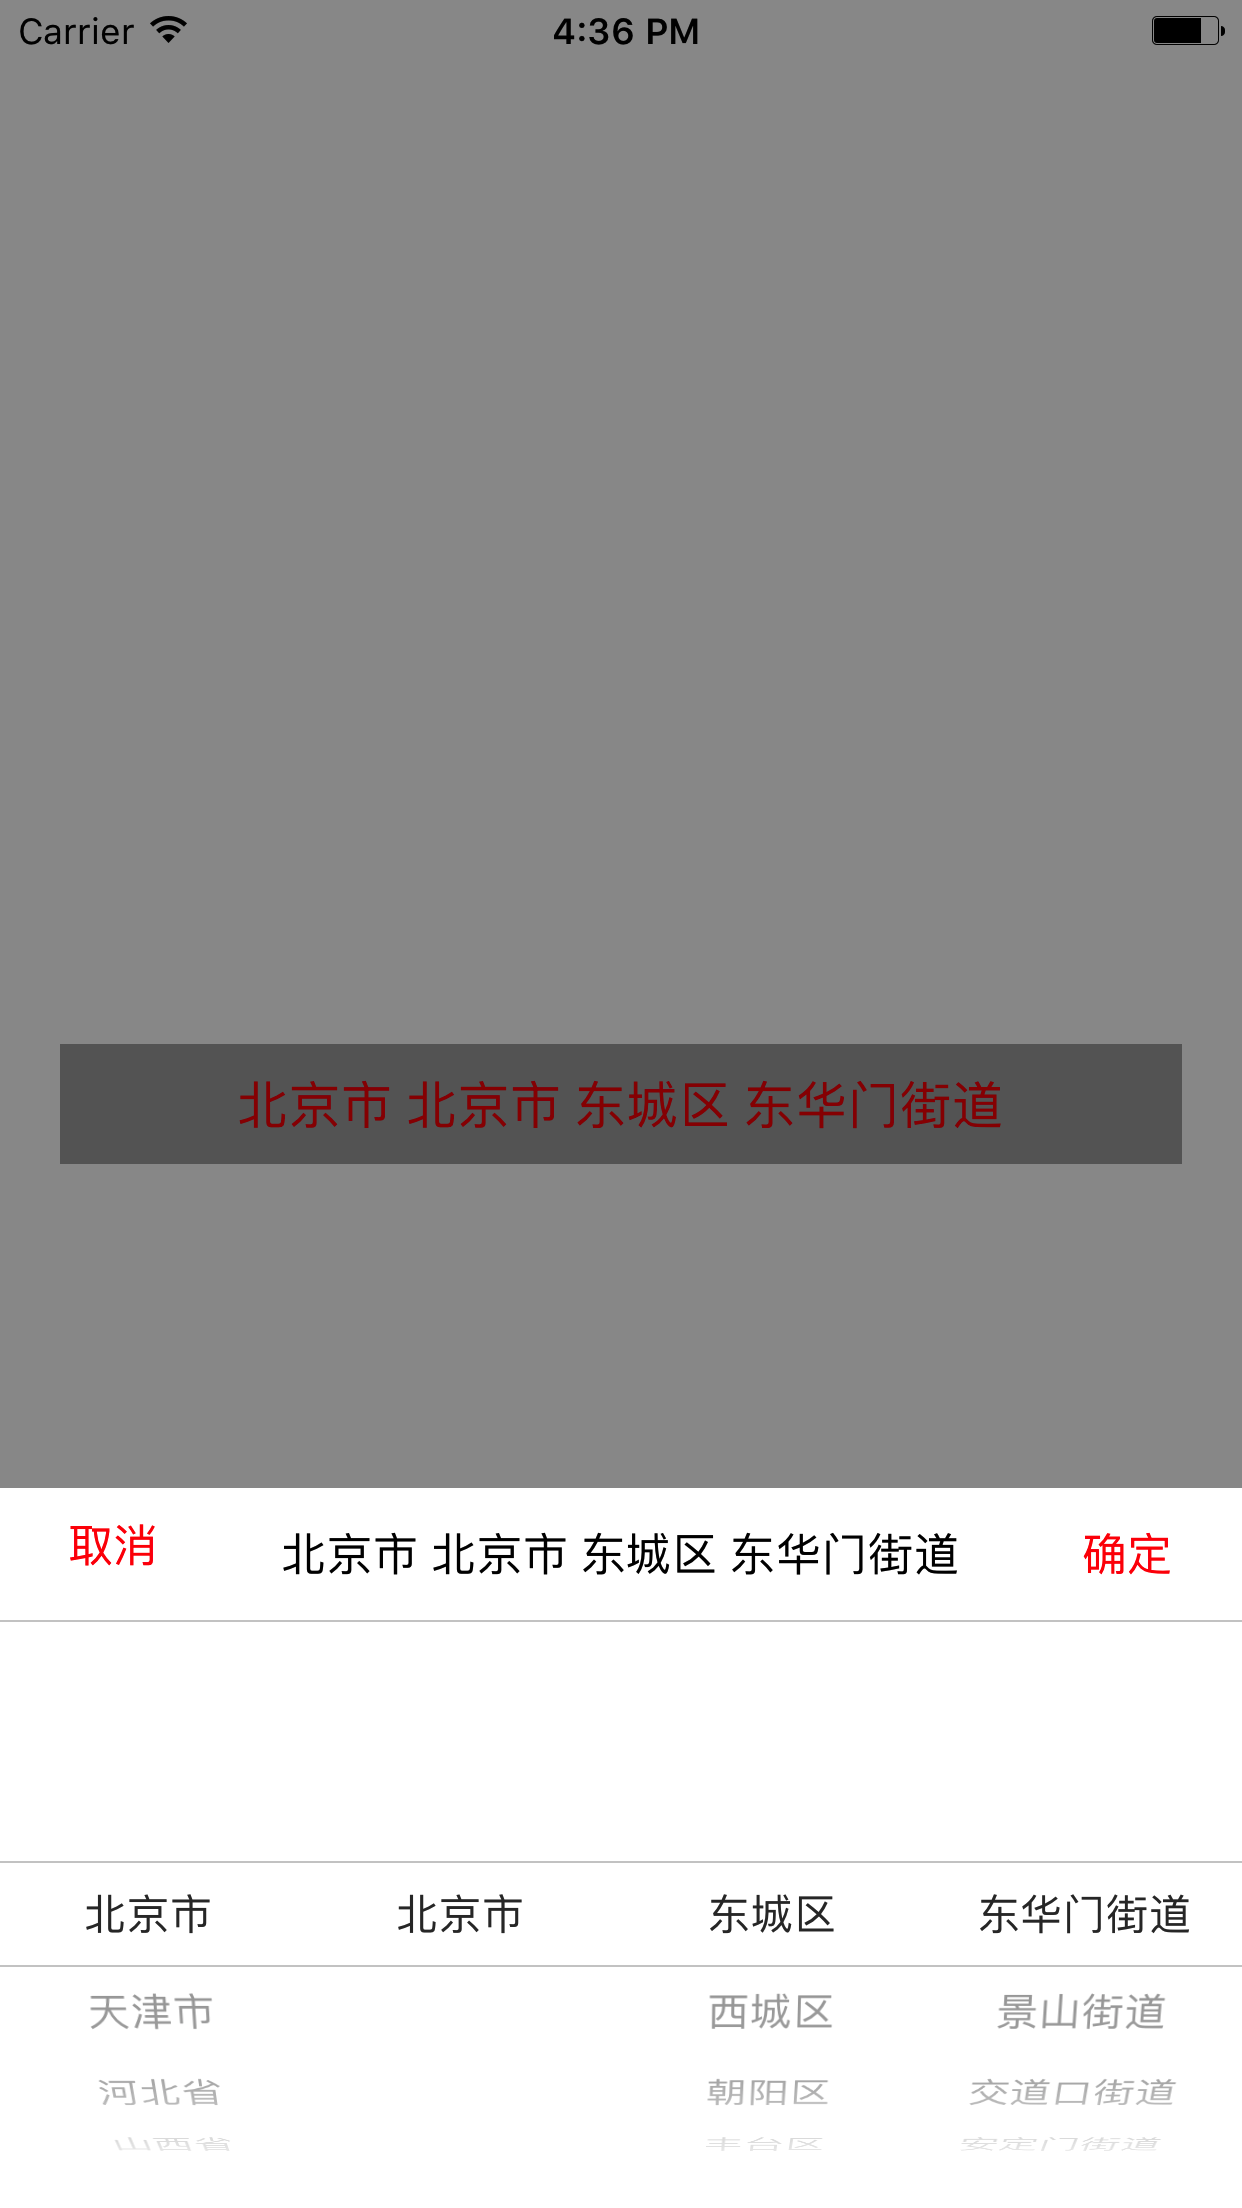 Carrier 4:36 PM
北京市 北京市 东城区 东华门街道
取消 北京市 北京市 东城区 东华门街道 确定
北京市 北京市 东城区 东华门街道
天津市 西城区 景山街道
河北省 朝阳区 交道口街道
山西省 丰台区 安定门街道